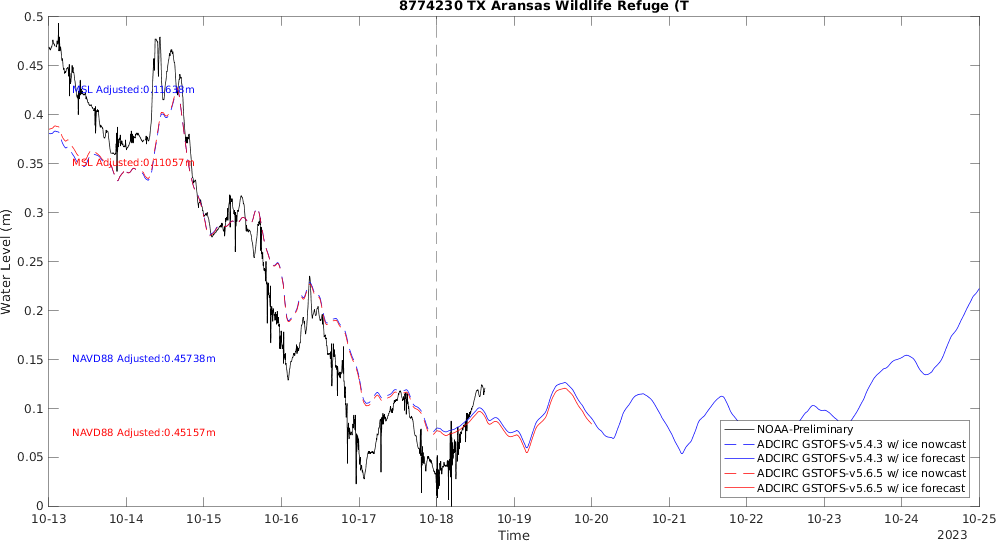 8774230 TX Aransas Wildlife Refuge (T
Water Level (m)
0.5
0.45
0.4
0.35
0.3
0.25
0.2
0.15
0.1
0.05
0
MSL Adjusted:0.11638m
MSL Adjusted:0.11057m
NAVD88 Adjusted:0.45738m
NAVD88 Adjusted:0.45157m
NOAA-Preliminary
ADCIRC GSTOFS-v5.4.3 w/ ice nowcast
ADCIRC GSTOFS-v5.4.3 w/ ice forecast
ADCIRC GSTOFS-v5.6.5 w/ ice nowcast
ADCIRC GSTOFS-v5.6.5 w/ ice forecast
10-13 10-14 10-15 10-16 10-17 10-18 10-19 10-20 10-21 10-22 10-23 10-24 10-25
Time
2023